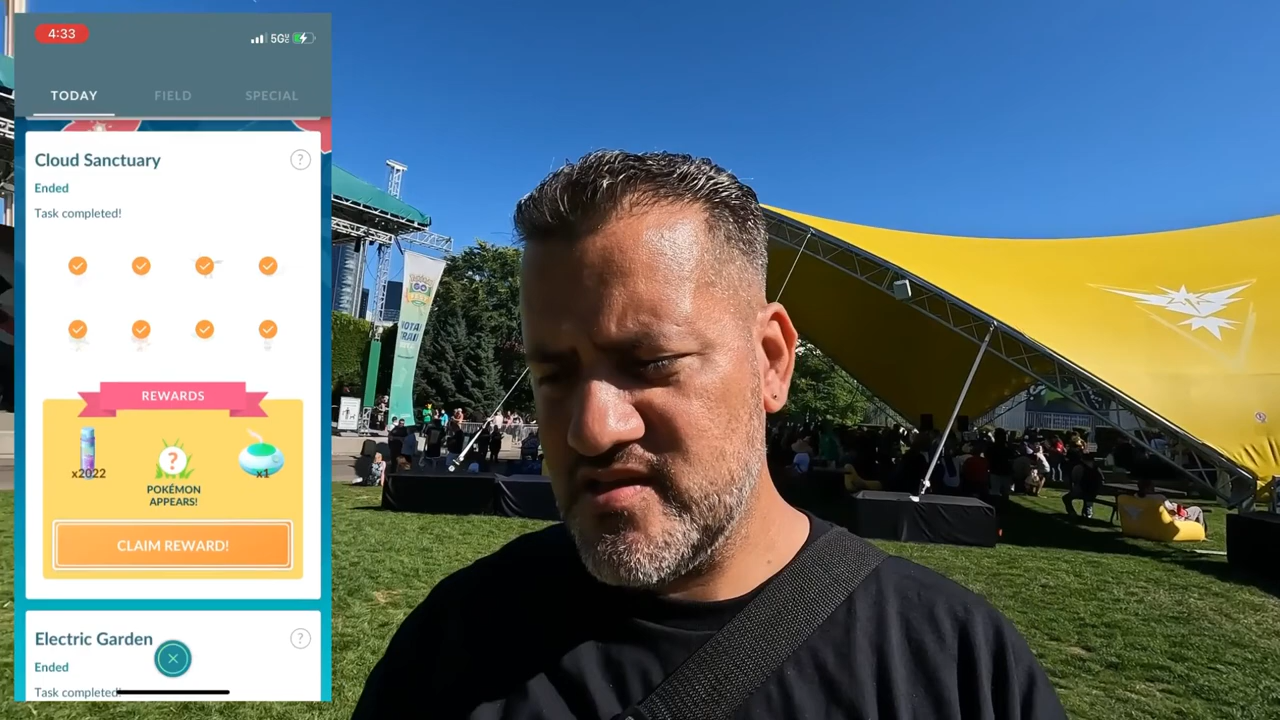 4:33
5G
TODAY
FIELD
SPECIAL
Cloud Sanctuary
?
Ended
Task completed!
REWARDS
x2022
?
x1
POKÉMON
APPEARS!
CLAIM REWARD!
Electric Garden
?
Ended
Task completed!
GO